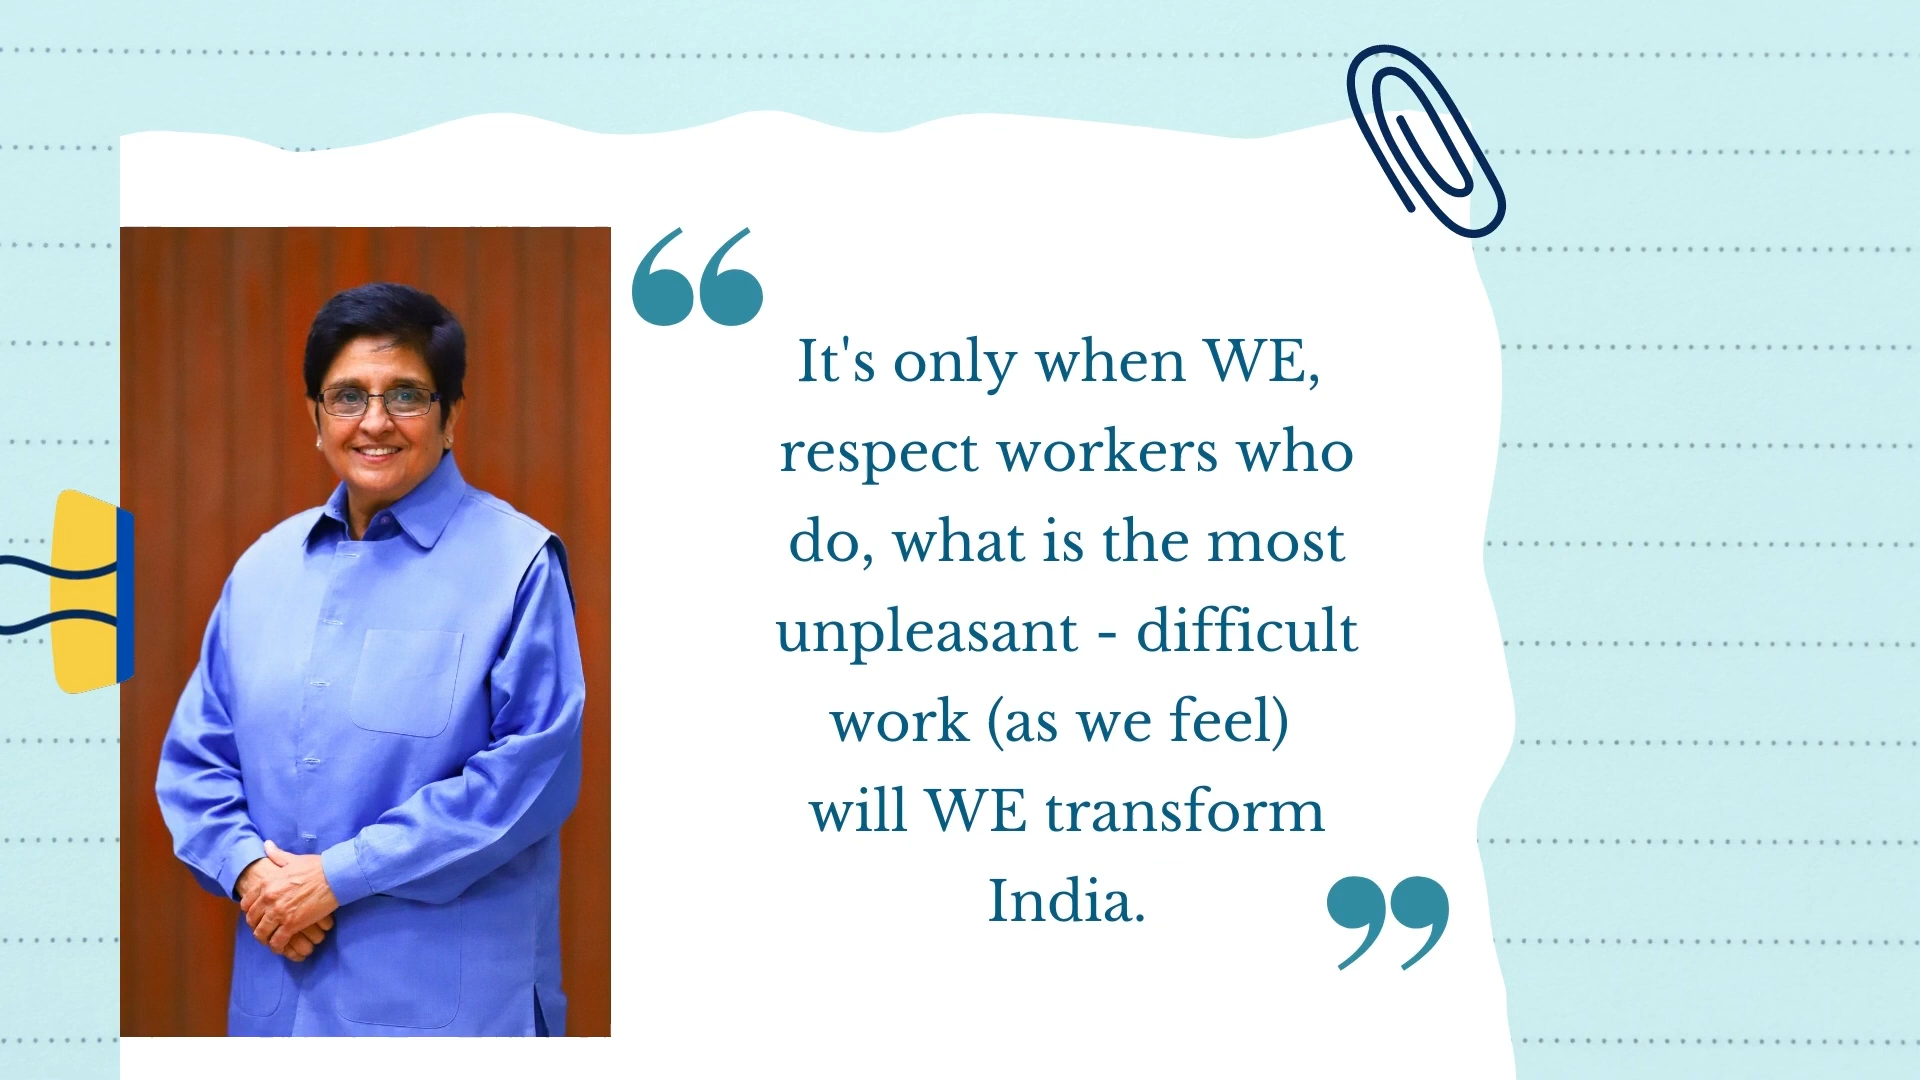 It's only when WE,
respect workers who
do, what is the most
unpleasant - difficult
work (as we feel)
will WE transform
India.